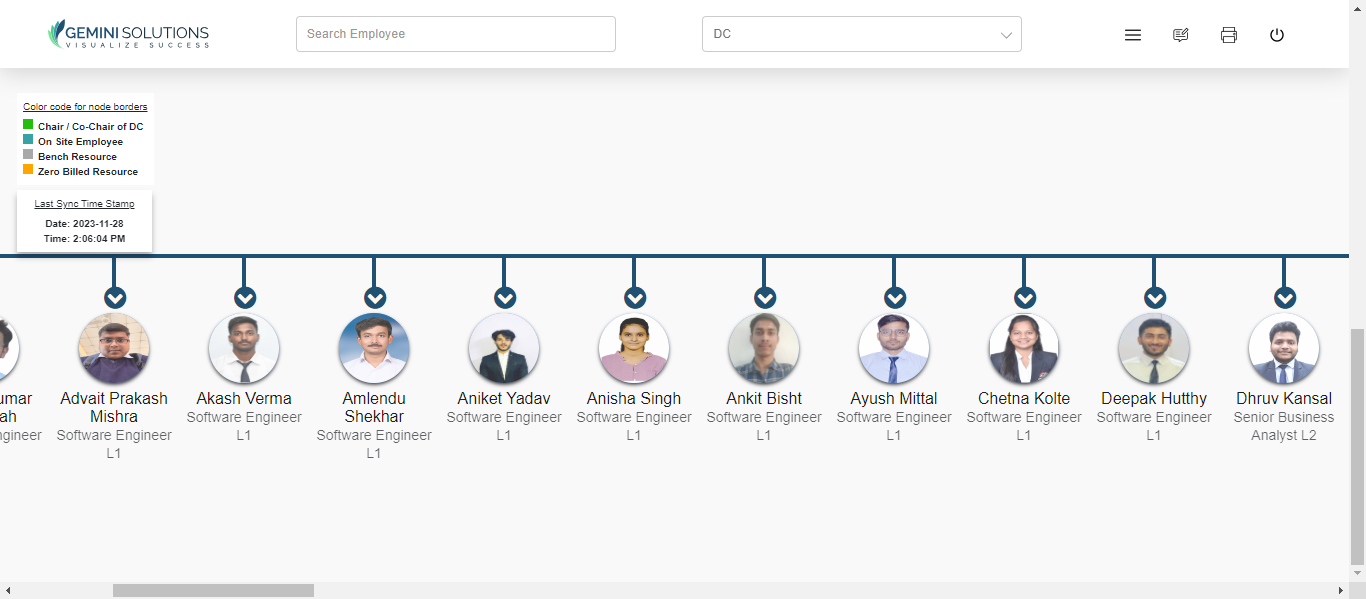 GEMINI SOLUTIONS
VISUALIZE SUCCESS
Search Employee
DC
Color code for node borders
Chair / Co-Chair of DC
On Site Employee
Bench Resource
Zero Billed Resource
Last Sync Time Stamp
Date: 2023-11-28
Time: 2:06:04 PM
umar
ah
ngineer
Advait Prakash
Mishra
Software Engineer
L1
Akash Verma
Software Engineer
L1
Amlendu
Shekhar
Software Engineer
L1
Aniket Yadav
Software Engineer
L1
Anisha Singh
Software Engineer
L1
Ankit Bisht
Software Engineer
L1
Ayush Mittal
Software Engineer
L1
Chetna Kolte
Software Engineer
L1
Deepak Hutthy
Software Engineer
L1
Dhruv Kansal
Senior Business
Analyst L2